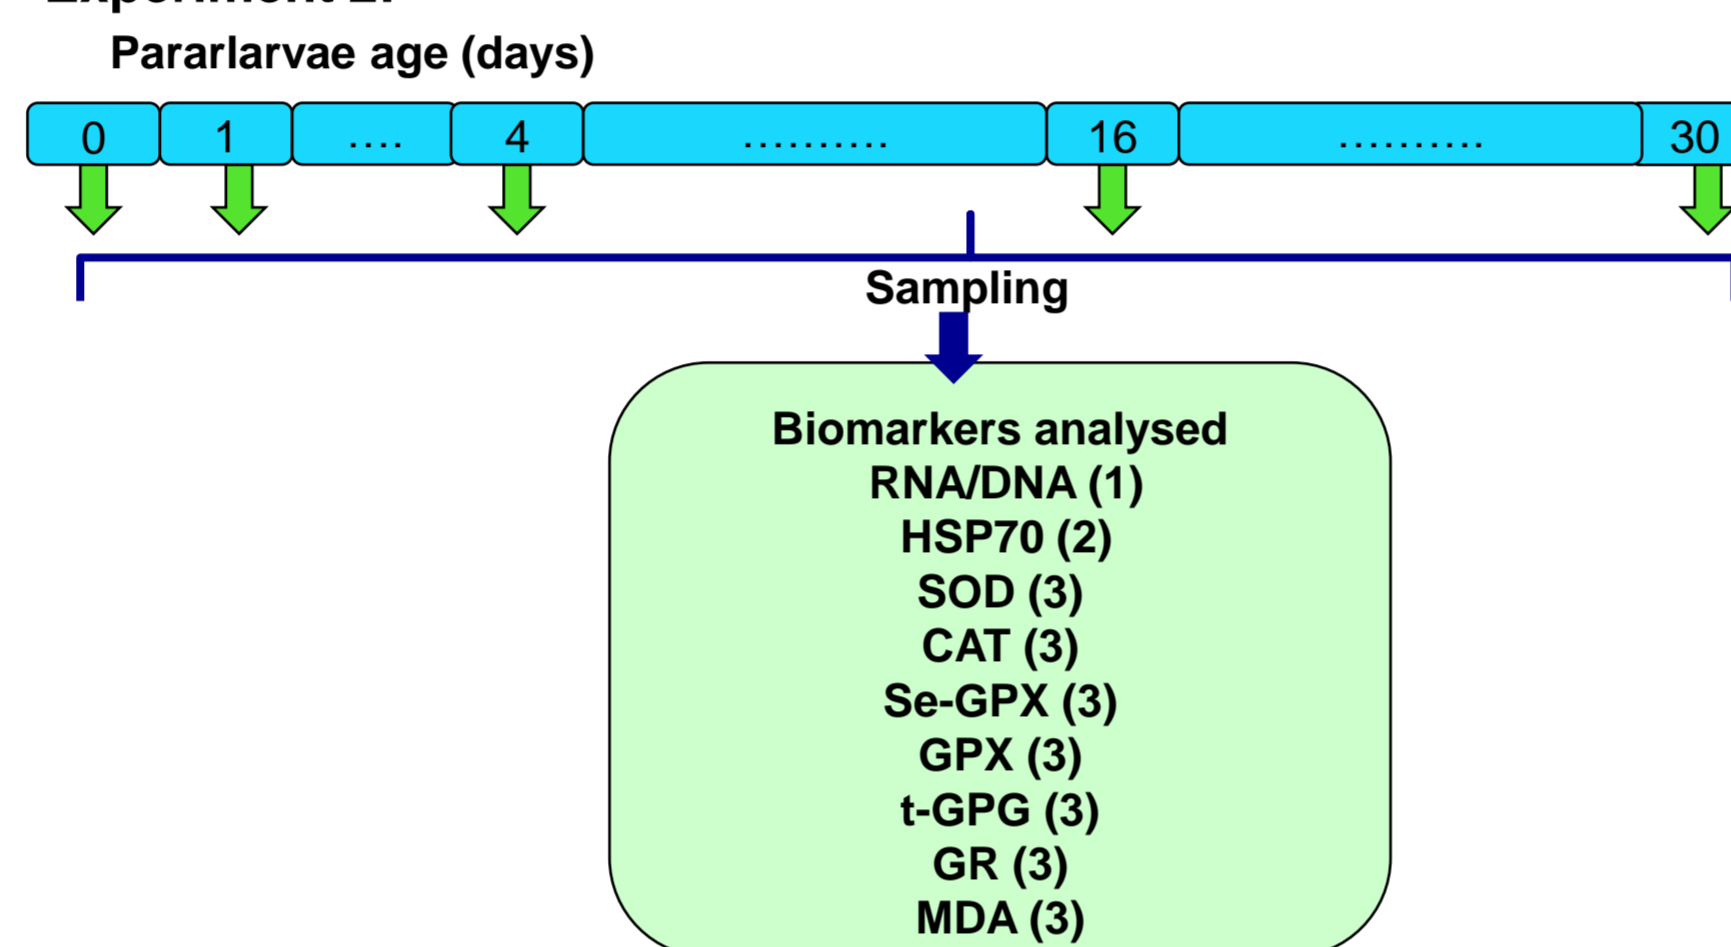 Pararlarvae age (days)
0 1 .... 4 .......... 16 .......... 30
Sampling
Biomarkers analysed
RNA/DNA (1)
HSP70 (2)
SOD (3)
CAT (3)
Se-GPX (3)
GPX (3)
t-GPG (3)
GR (3)
MDA (3)